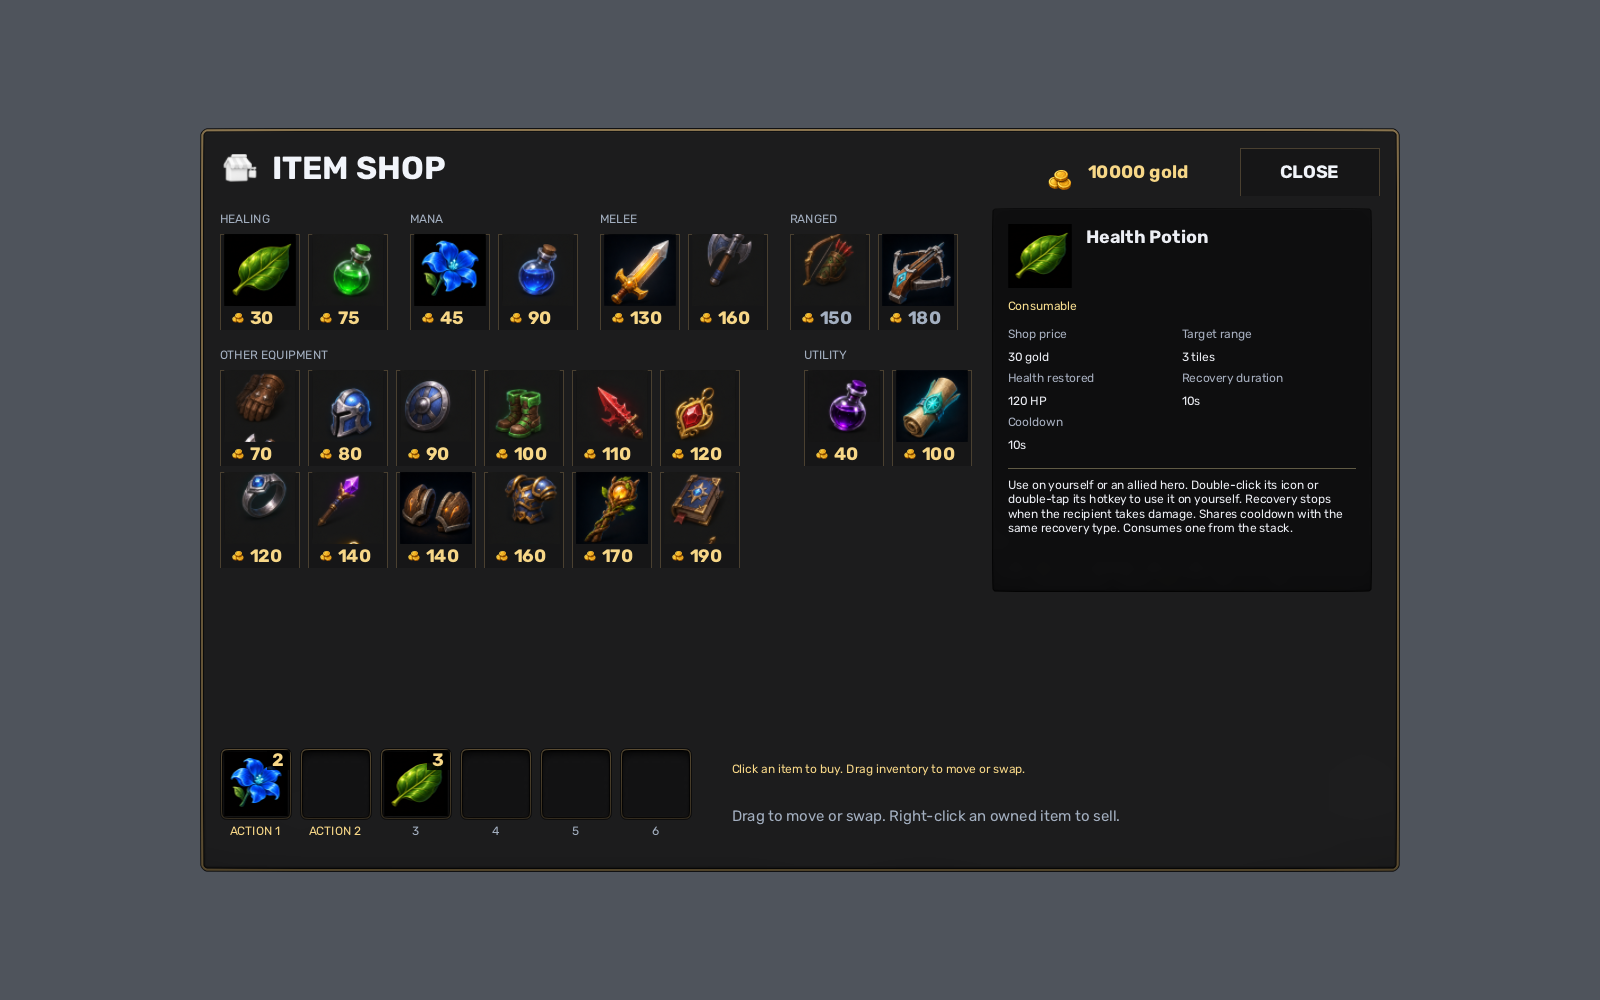 ITEM SHOP
10000 gold
CLOSE
HEALING
MANA
MELEE
RANGED
30
75
45
90
130
160
150
180
OTHER EQUIPMENT
UTILITY
70
80
90
100
110
120
40
100
120
140
140
160
170
190
Health Potion
Consumable
Shop price
Target range
30 gold
3 tiles
Health restored
Recovery duration
120 HP
10s
Cooldown
10s
Use on yourself or an allied hero. Double-click its icon or
double-tap its hotkey to use it on yourself. Recovery stops
when the recipient takes damage. Shares cooldown with the
same recovery type. Consumes one from the stack.
2
3
ACTION 1
ACTION 2
3
4
5
6
Click an item to buy. Drag inventory to move or swap.
Drag to move or swap. Right-click an owned item to sell.